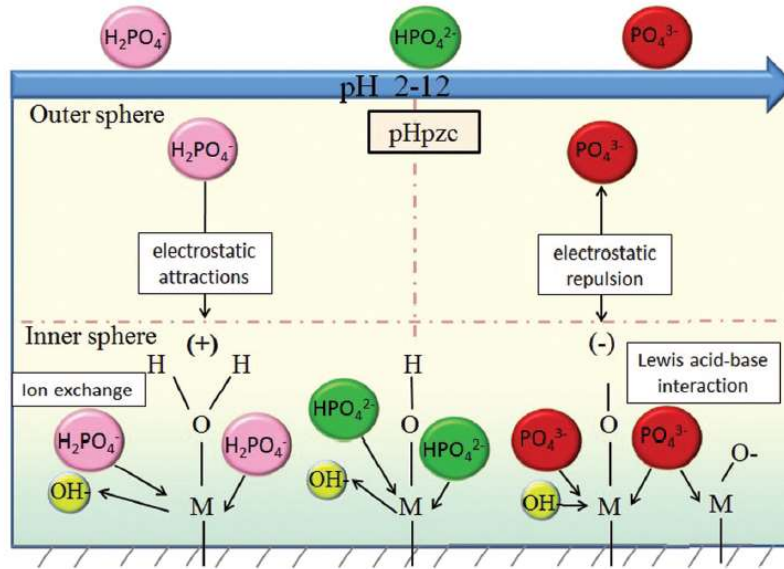 H₂PO₄⁻
HPO₄²⁻
PO₄³⁻
pH 2-12
Outer sphere
pHpzc
H₂PO₄⁻
PO₄³⁻
electrostatic
attractions
electrostatic
repulsion
Inner sphere
(+)
(-)
H
H
H
Lewis acid-base
interaction
Ion exchange
HPO₄²⁻
H₂PO₄⁻
O
H₂PO₄⁻
O
HPO₄²⁻
PO₄³⁻
O
PO₄³⁻
O-
OH-
M
OH-
M
OH-
M
M